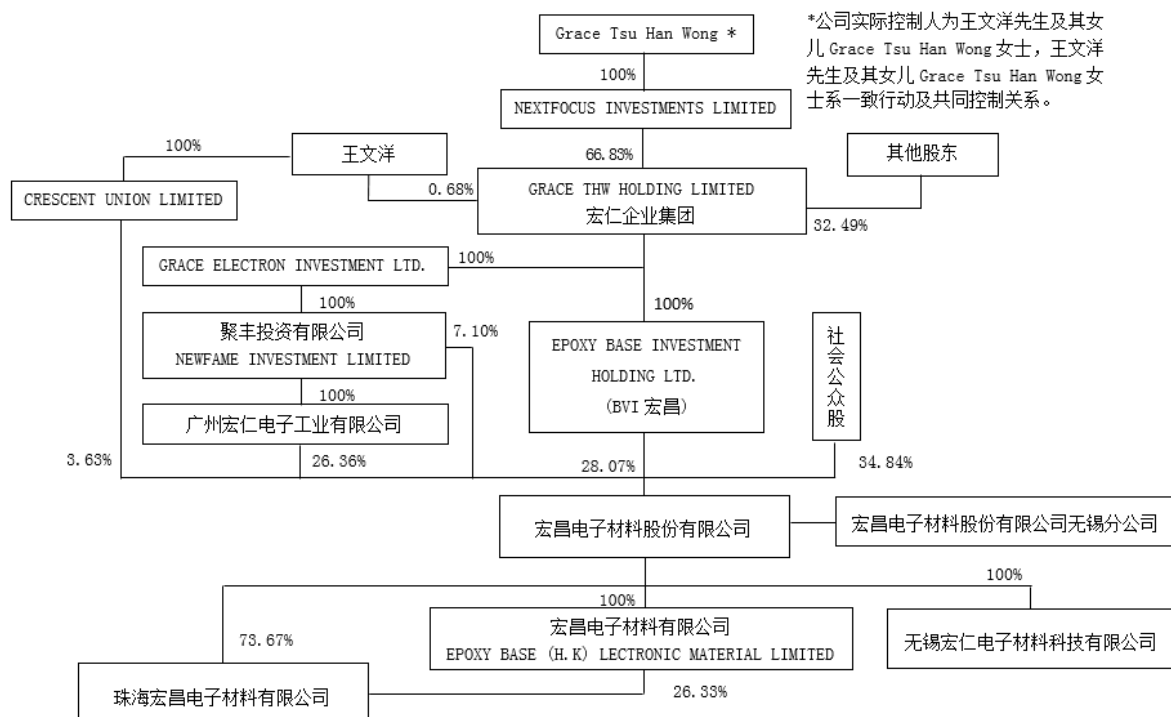 Grace Tsu Han Wong *
*公司实际控制人为王文洋先生及其女
儿 Grace Tsu Han Wong 女士，王文洋
先生及其女儿 Grace Tsu Han Wong 女
士系一致行动及共同控制关系。
100%
NEXTFOCUS INVESTMENTS LIMITED
100%
王文洋
66.83%
其他股东
CRESCENT UNION LIMITED
0.68%
GRACE THW HOLDING LIMITED
宏仁企业集团
32.49%
GRACE ELECTRON INVESTMENT LTD.
100%
100%
100%
聚丰投资有限公司
NEWFAME INVESTMENT LIMITED
7.10%
EPOXY BASE INVESTMENT
HOLDING LTD.
(BVI 宏昌)
社会公众股
100%
广州宏仁电子工业有限公司
3.63%
26.36%
28.07%
34.84%
宏昌电子材料股份有限公司
宏昌电子材料股份有限公司无锡分公司
100%
100%
73.67%
宏昌电子材料有限公司
EPOXY BASE (H.K) LECTRONIC MATERIAL LIMITED
无锡宏仁电子材料科技有限公司
26.33%
珠海宏昌电子材料有限公司